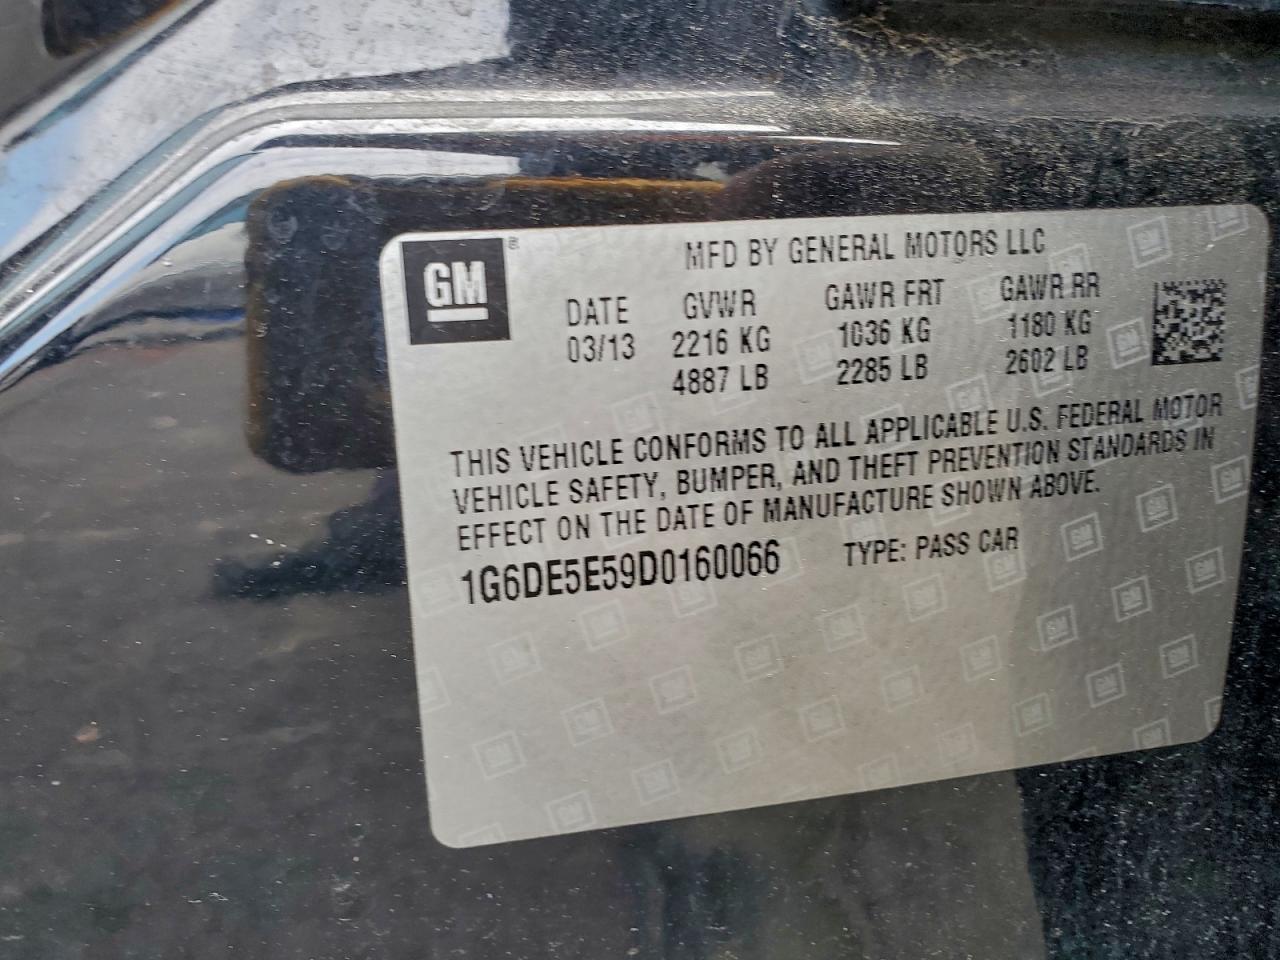 GM®
MFD BY GENERAL MOTORS LLC
DATE GVWR GAWR FRT GAWR RR
03/13 2216 KG 1036 KG 1180 KG
4887 LB 2285 LB 2602 LB
THIS VEHICLE CONFORMS TO ALL APPLICABLE U.S. FEDERAL MOTOR
VEHICLE SAFETY, BUMPER, AND THEFT PREVENTION STANDARDS IN
EFFECT ON THE DATE OF MANUFACTURE SHOWN ABOVE.
1G6DE5E59D0160066 TYPE: PASS CAR